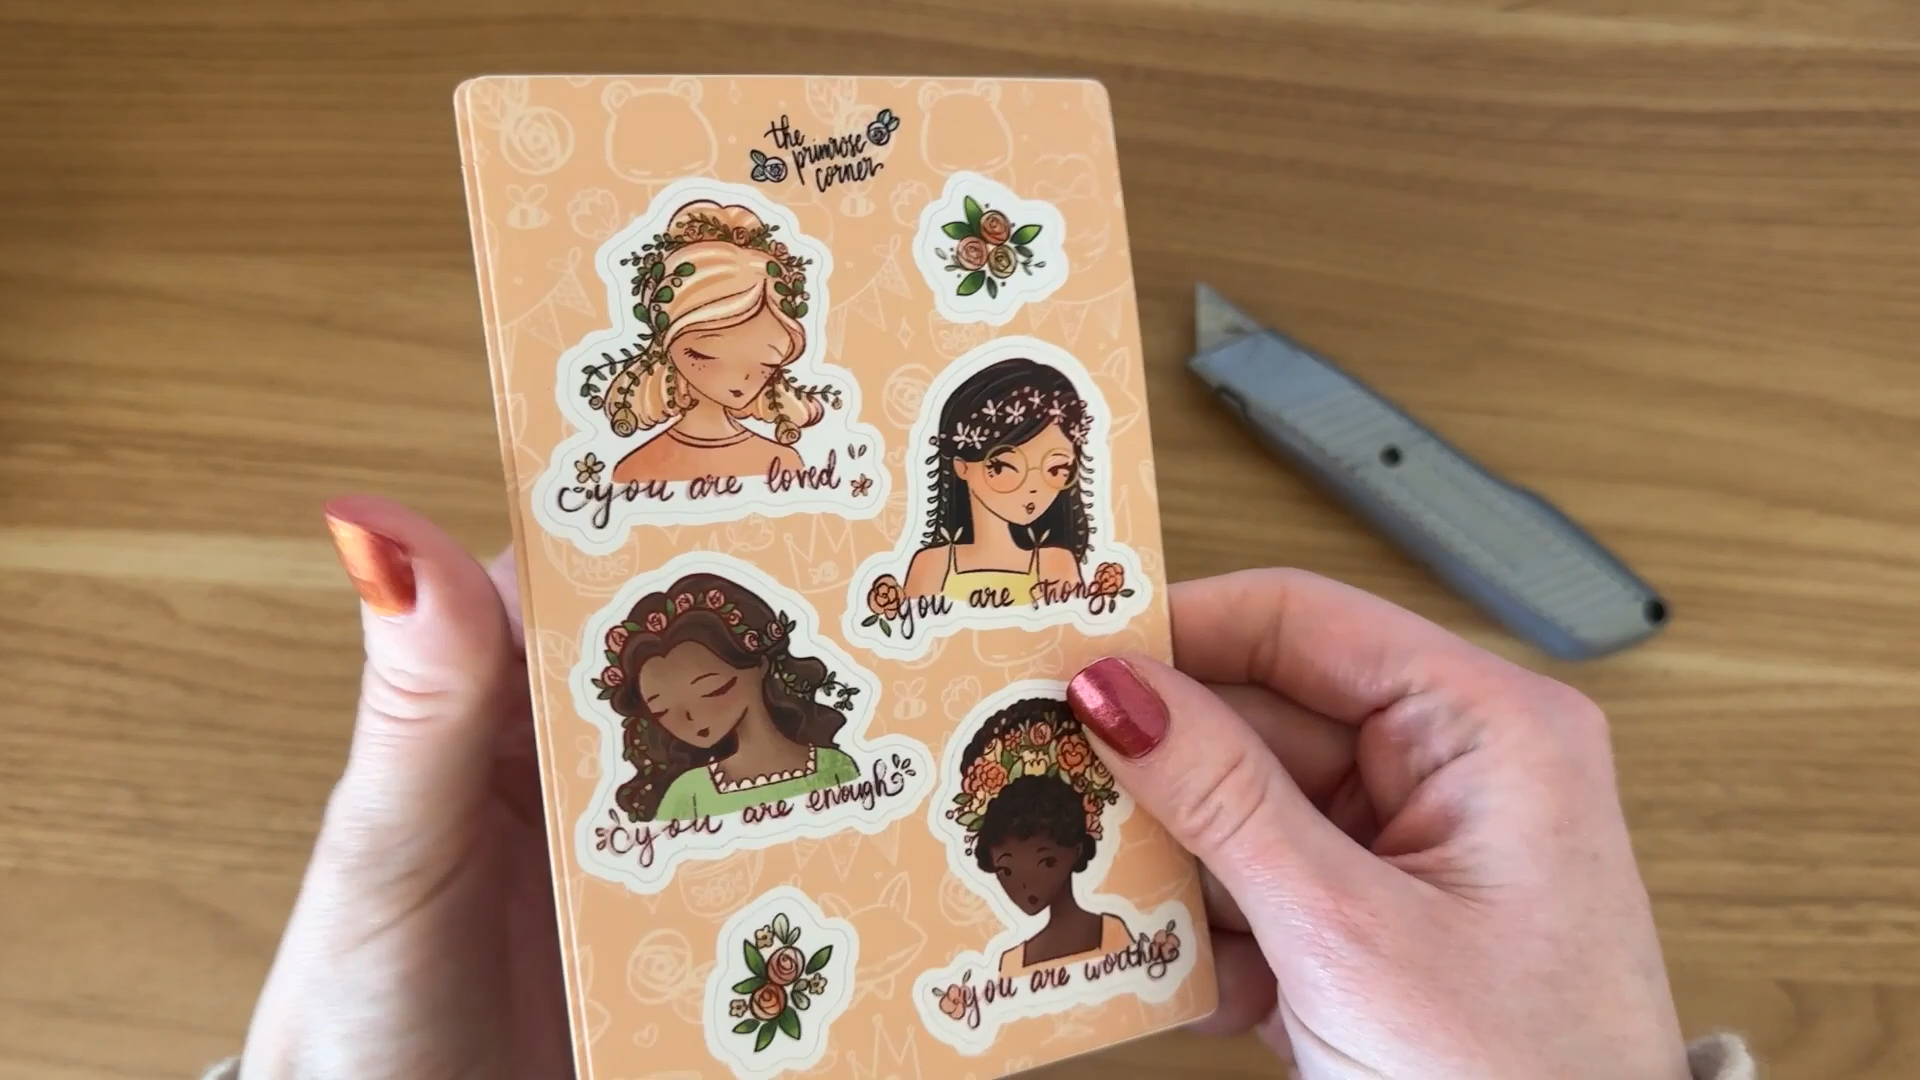 the
primrose
corner
you are loved
you are strong
you are enough
you are worthy